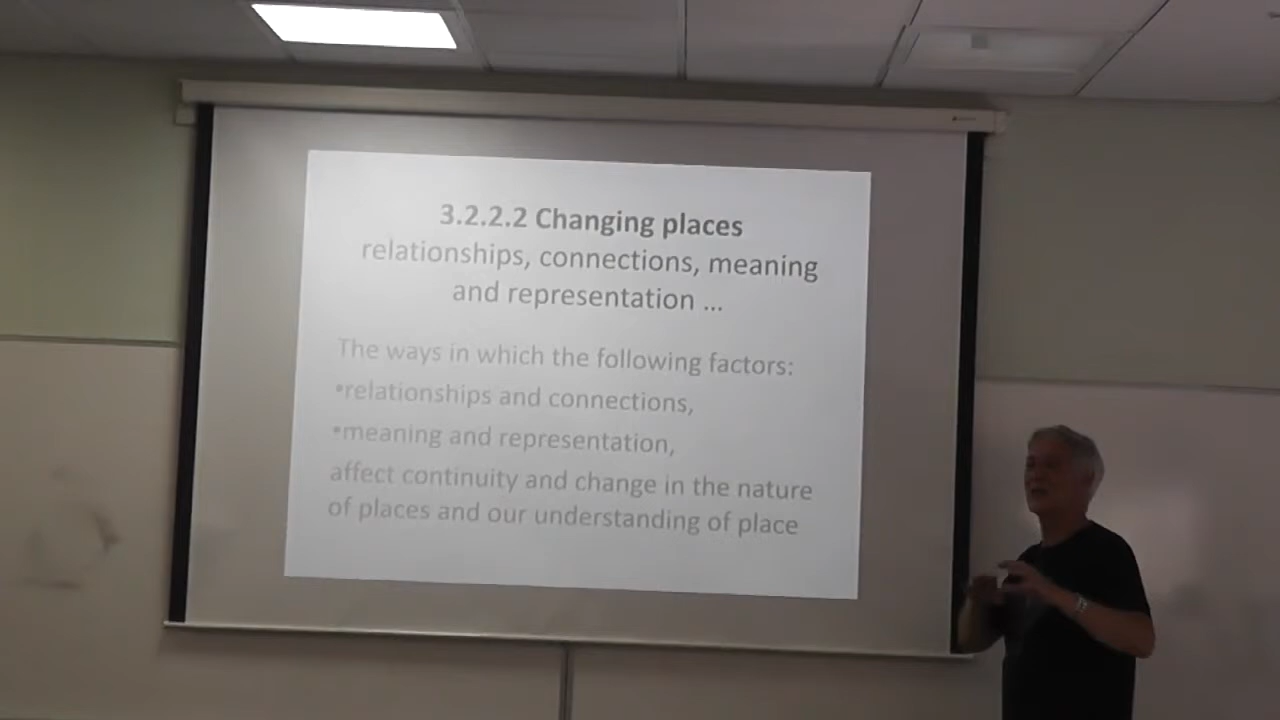 3.2.2.2 Changing places
relationships, connections, meaning
and representation ...
The ways in which the following factors:
•relationships and connections,
•meaning and representation,
affect continuity and change in the nature
of places and our understanding of place